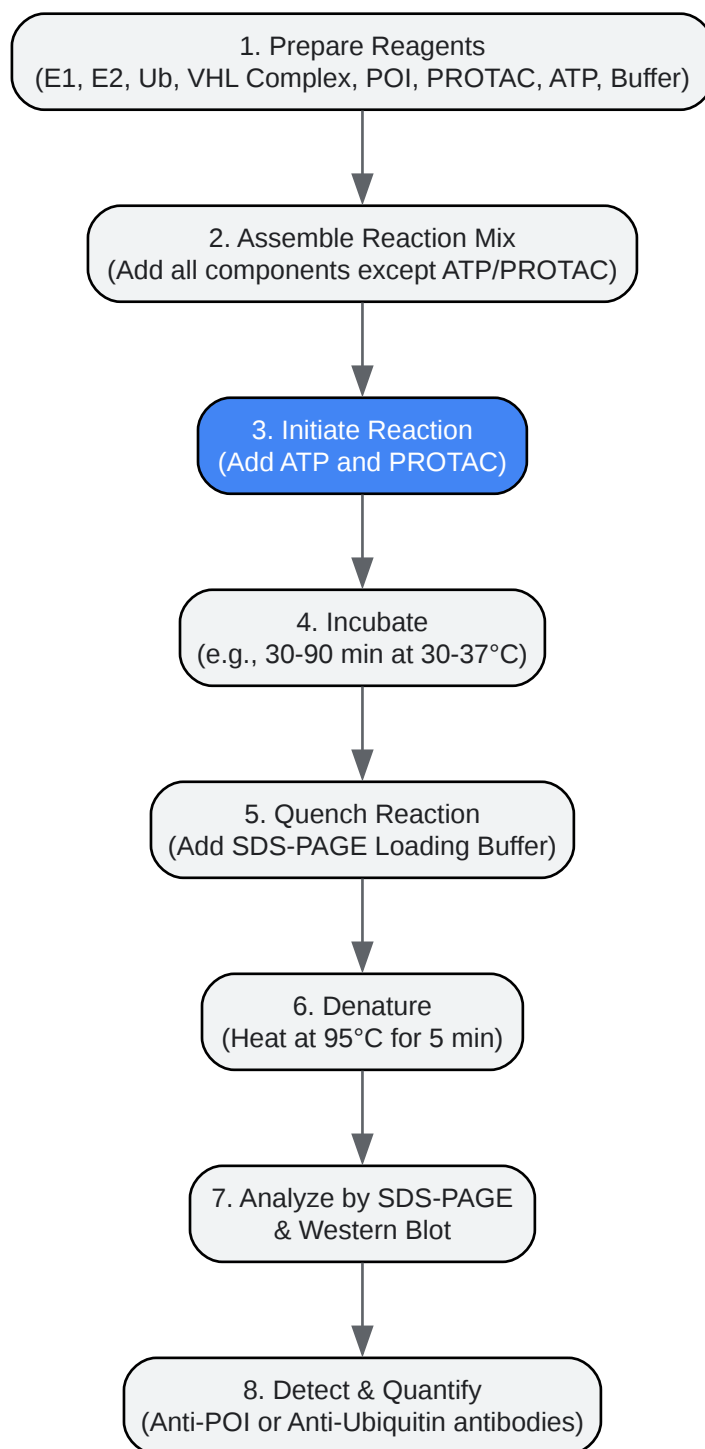 1. Prepare Reagents
(E1, E2, Ub, VHL Complex, POI, PROTAC, ATP, Buffer)
2. Assemble Reaction Mix
(Add all components except ATP/PROTAC)
3. Initiate Reaction
(Add ATP and PROTAC)
4. Incubate
(e.g., 30-90 min at 30-37°C)
5. Quench Reaction
(Add SDS-PAGE Loading Buffer)
6. Denature
(Heat at 95°C for 5 min)
7. Analyze by SDS-PAGE
& Western Blot
8. Detect & Quantify
(Anti-POI or Anti-Ubiquitin antibodies)